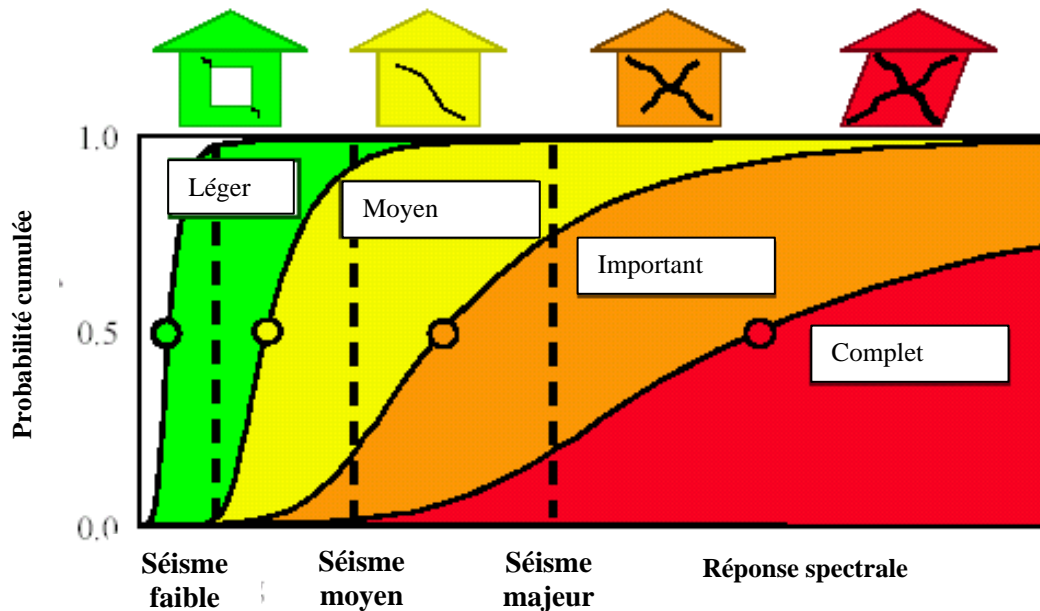 1.0
Léger
Moyen
Important
0.5
Complet
Probabilité cumulée
0.0
Séisme
faible
Séisme
moyen
Séisme
majeur
Réponse spectrale